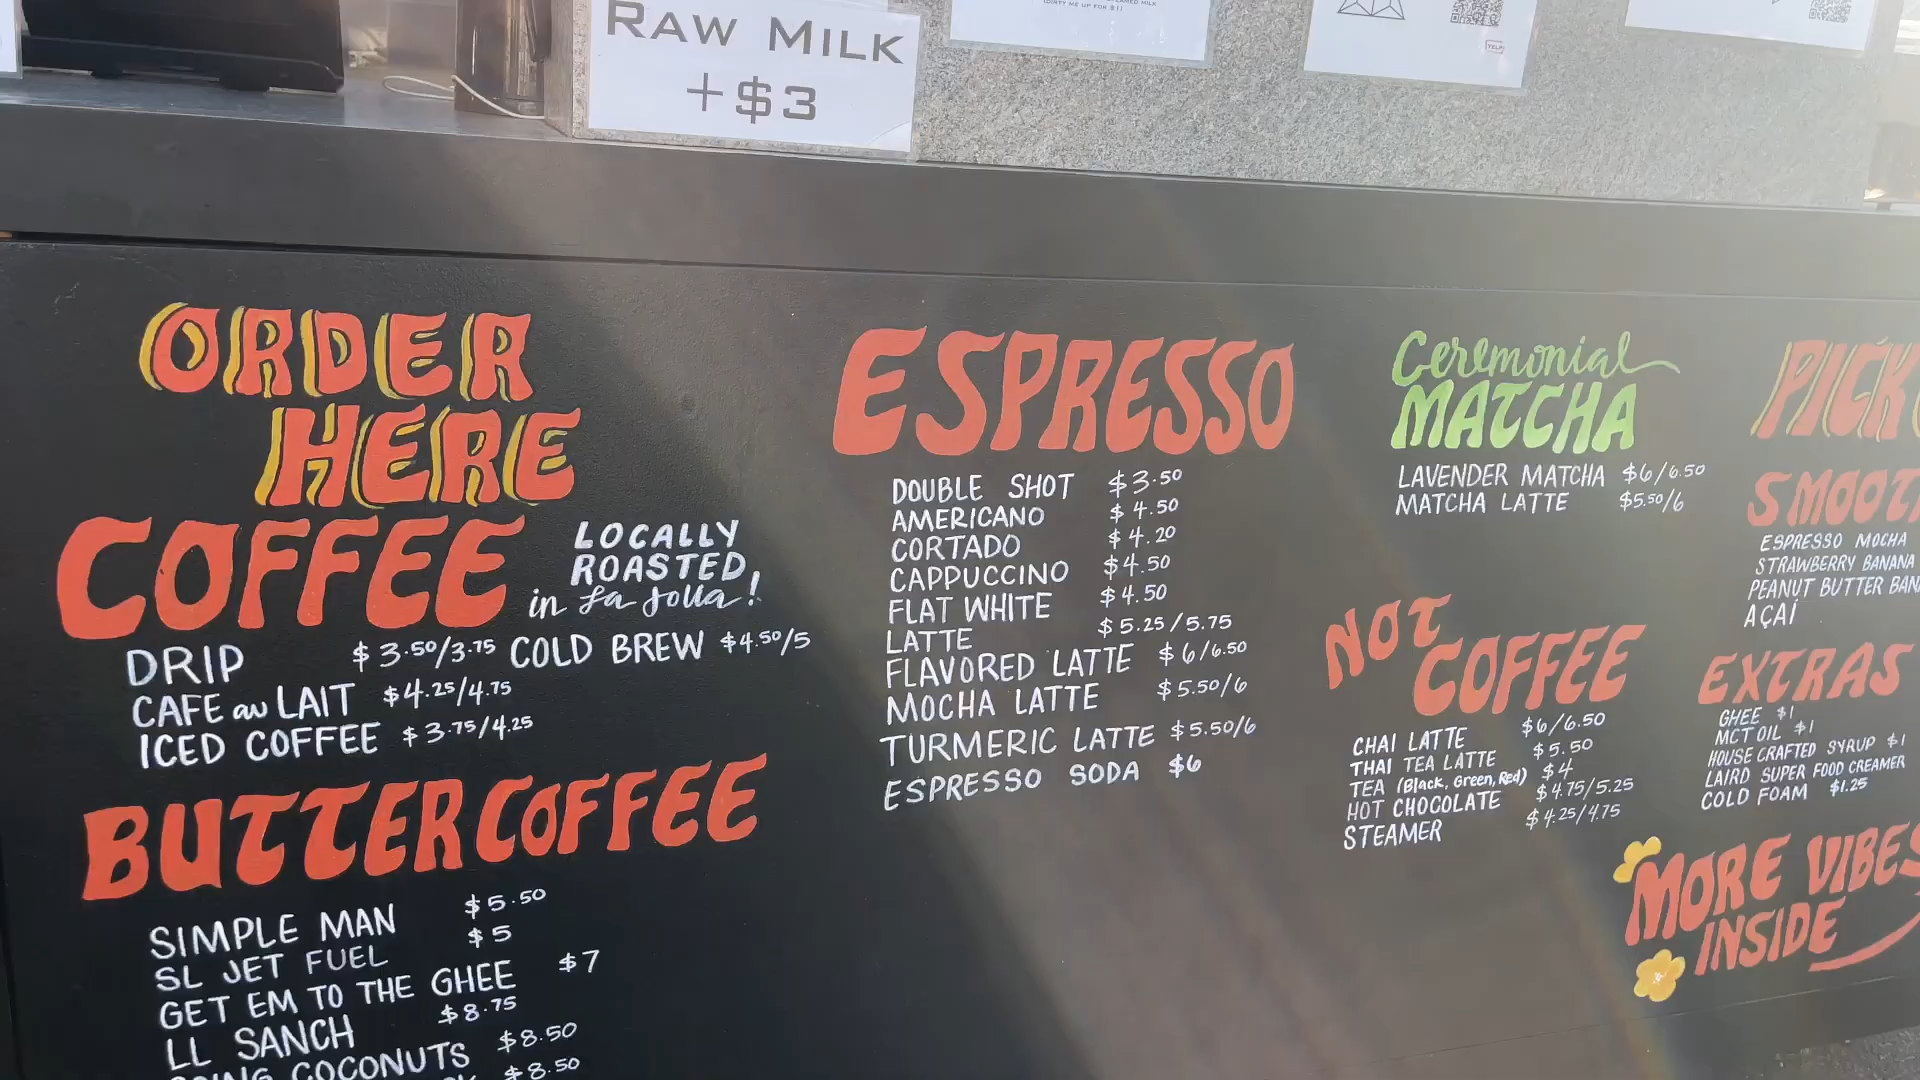 RAW MILK
+$3
(DIRTY ME UP FOR $1)
YELP
ORDER
HERE
COFFEE
LOCALLY
ROASTED
in La Jolla!
DRIP $3.50/3.75 COLD BREW $4.50/5
CAFE au LAIT $4.25/4.75
ICED COFFEE $3.75/4.25
BUTTER COFFEE
SIMPLE MAN $5.50
SL JET FUEL $5
GET EM TO THE GHEE $7
LL SANCH $8.75
COCONUTS $8.50
$8.50
ESPRESSO
DOUBLE SHOT $3.50
AMERICANO $4.50
CORTADO $4.20
CAPPUCCINO $4.50
FLAT WHITE $4.50
LATTE $5.25/5.75
FLAVORED LATTE $6/6.50
MOCHA LATTE $5.50/6
TURMERIC LATTE $5.50/6
ESPRESSO SODA $6
Ceremonial
MATCHA
LAVENDER MATCHA $6/6.50
MATCHA LATTE $5.50/6
NOT
COFFEE
CHAI LATTE $6/6.50
THAI TEA LATTE $5.50
TEA (Black, Green, Red) $4
HOT CHOCOLATE $4.75/5.25
STEAMER $4.25/4.75
PICK
SMOOT
ESPRESSO MOCHA
STRAWBERRY BANANA
PEANUT BUTTER BAN
AÇAÍ
EXTRAS
GHEE $1
MCT OIL $1
HOUSE CRAFTED SYRUP $1
LAIRD SUPER FOOD CREAMER
COLD FOAM $1.25
MORE VIBES
INSIDE